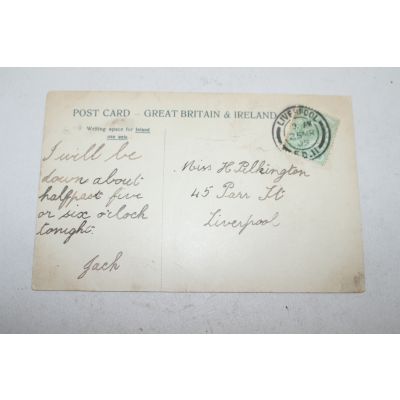 POST CARD – GREAT BRITAIN & IRELAND
Writing space for Inland
use only
I will be
down about
halfpast five
or six o'clock
tonight.
Jack
Miss H. Pilkington
45 Parr St
Liverpool
LIVERPOOL